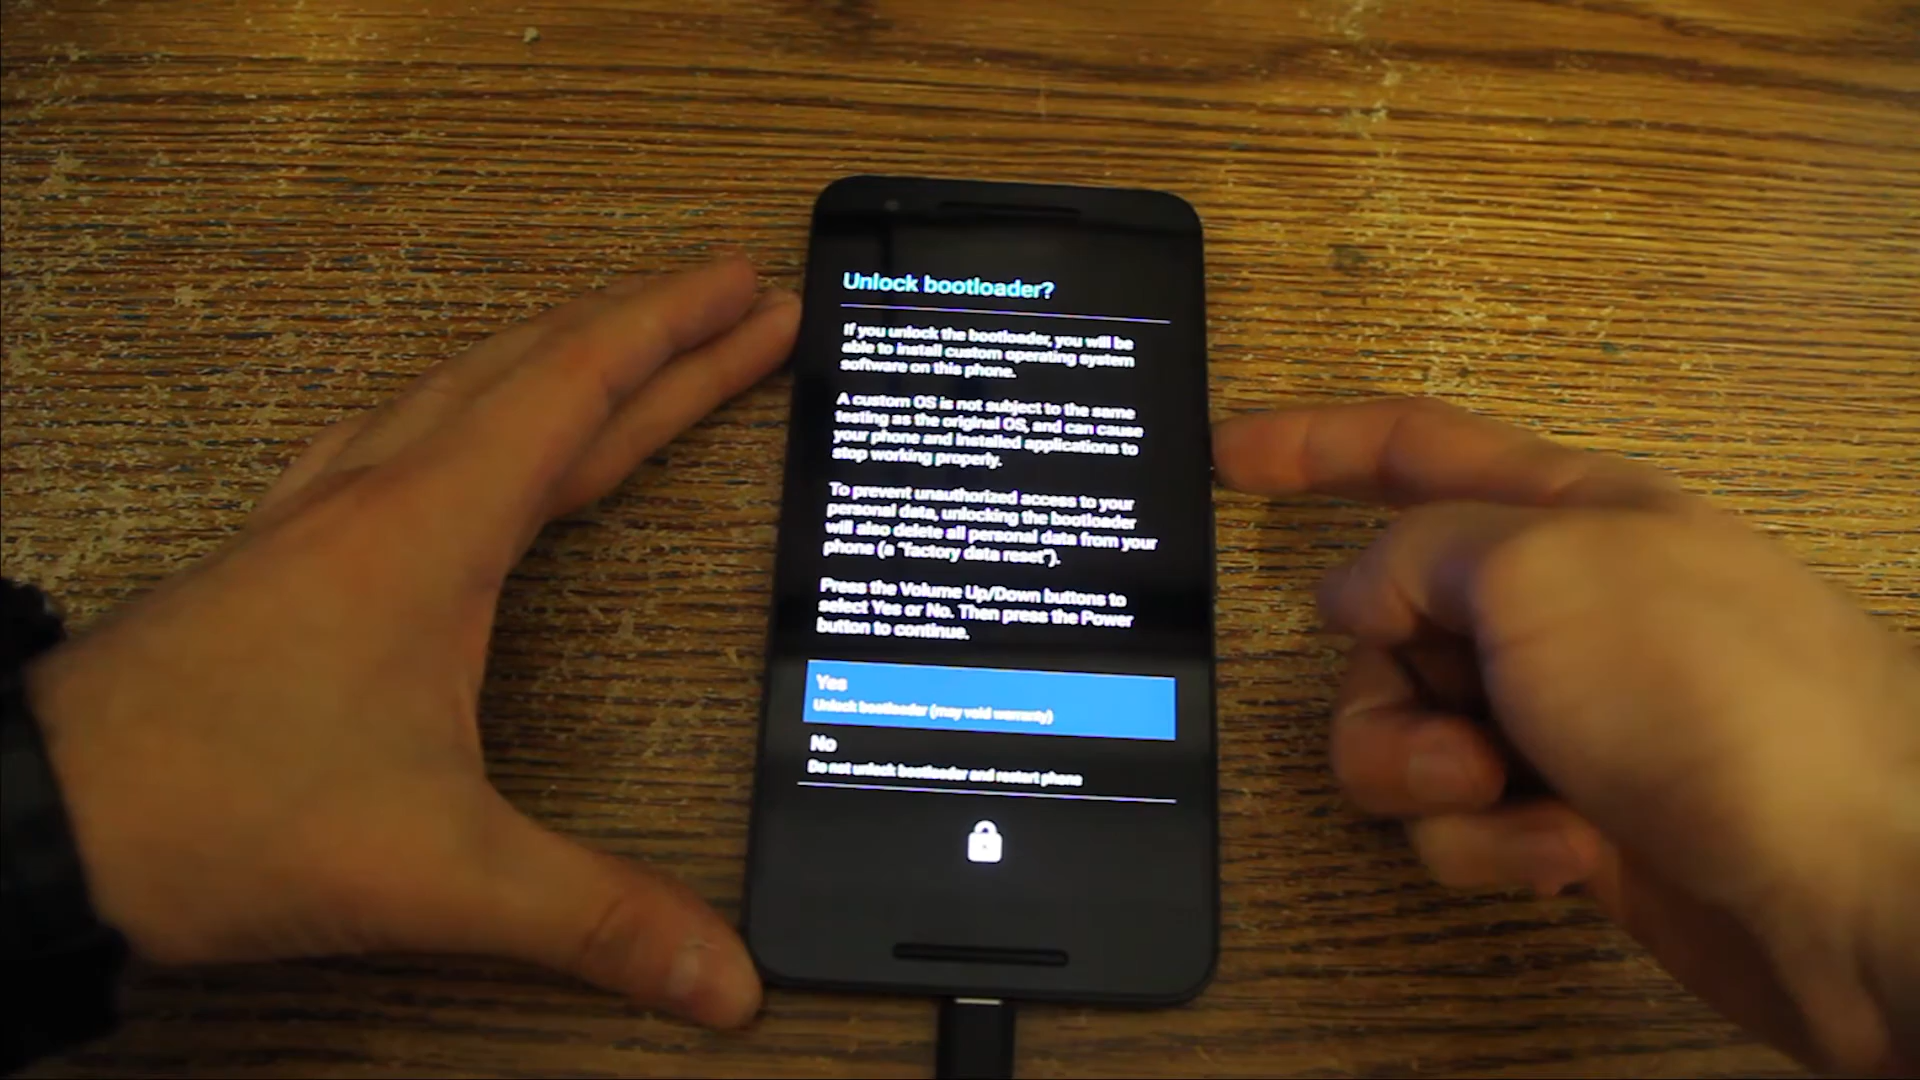 Unlock bootloader?
If you unlock the bootloader, you will be
able to install custom operating system
software on this phone.
A custom OS is not subject to the same
testing as the original OS, and can cause
your phone and installed applications to
stop working properly.
To prevent unauthorized access to your
personal data, unlocking the bootloader
will also delete all personal data from your
phone (a "factory data reset").
Press the Volume Up/Down buttons to
select Yes or No. Then press the Power
button to continue.
Yes
Unlock bootloader (may void warranty)
No
Do not unlock bootloader and restart phone